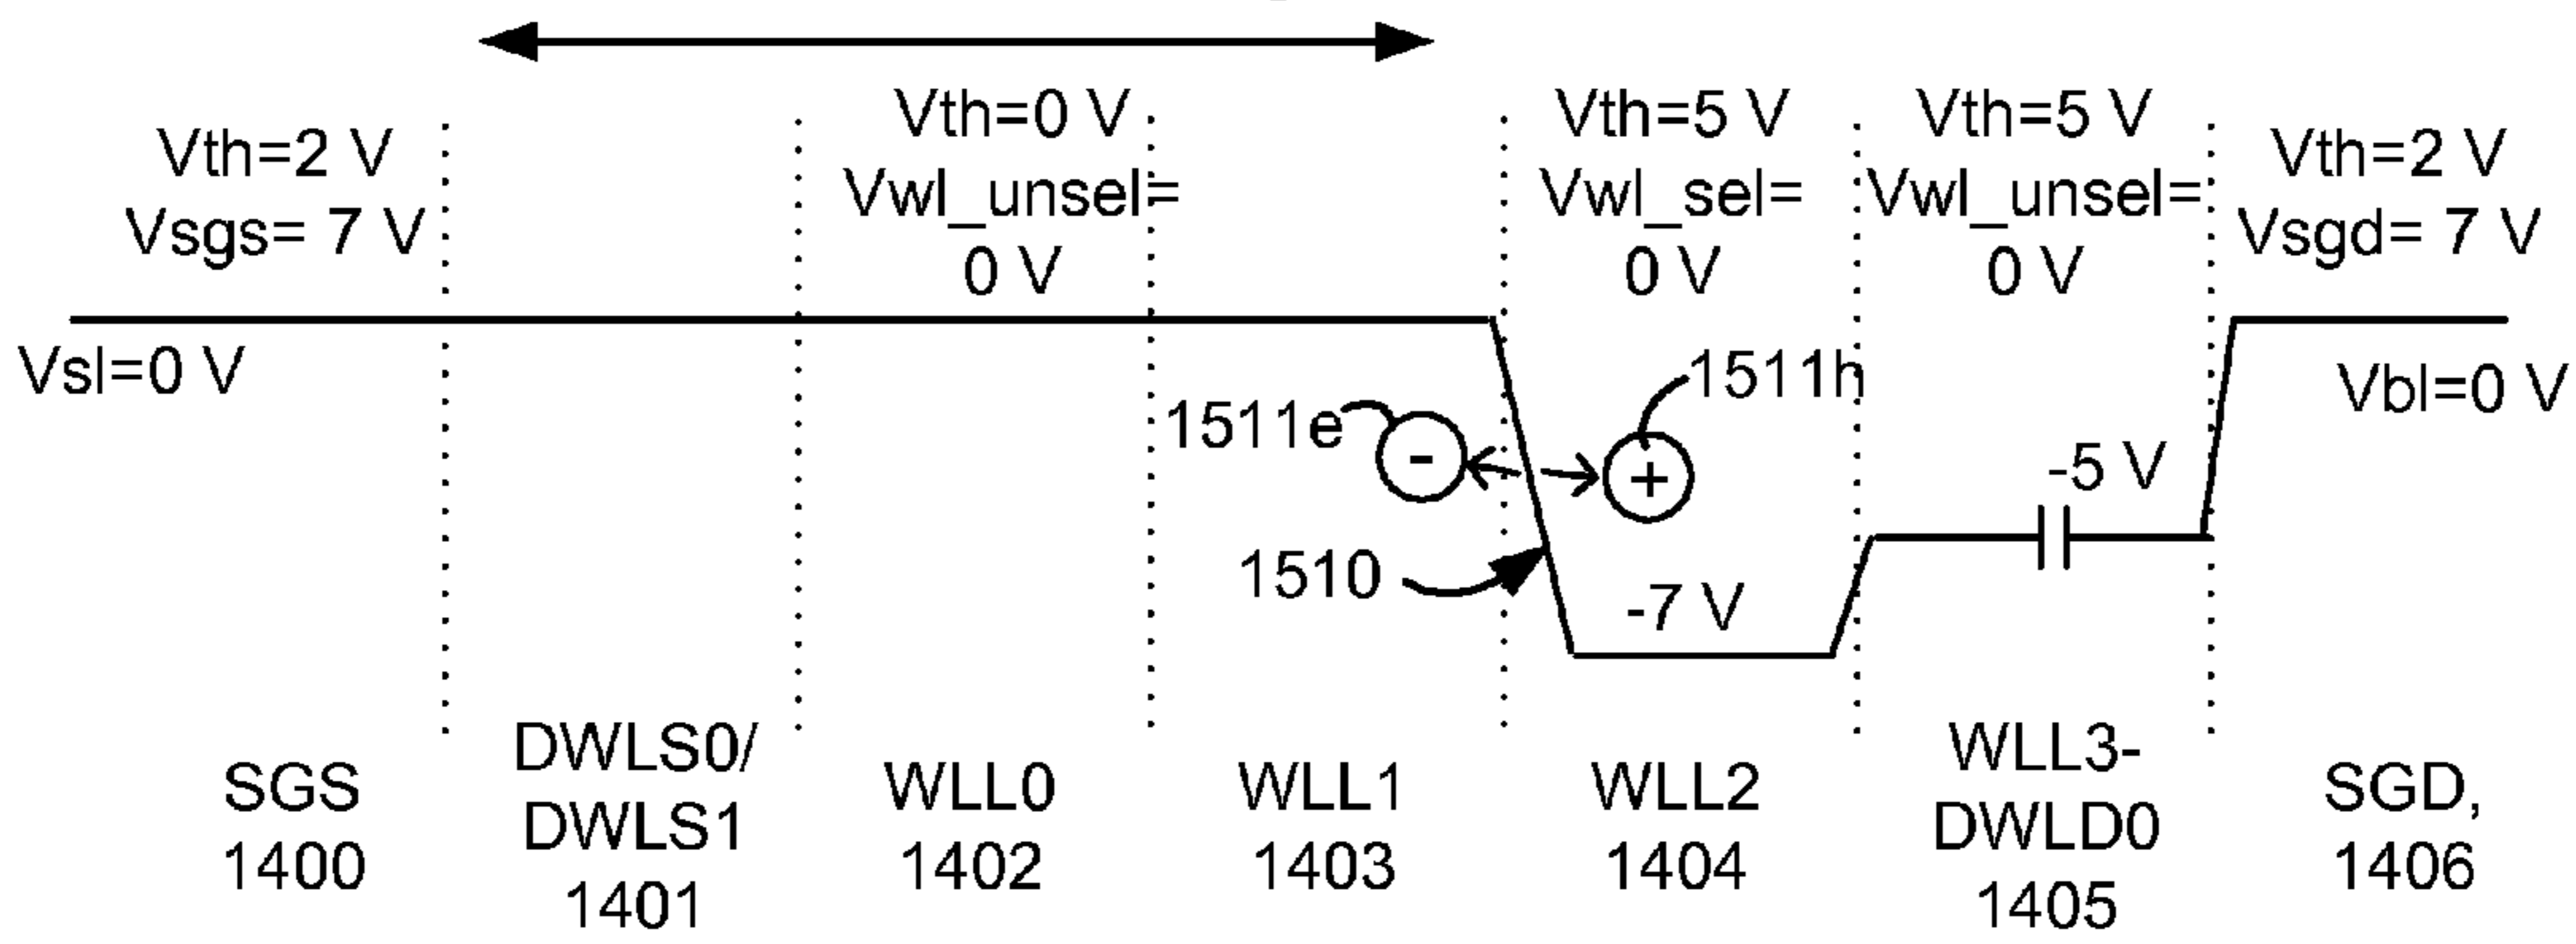 Vth=2 V
Vsgs= 7 V
Vth=0 V
Vwl_unsel=
0 V
Vth=5 V
Vwl_sel=
0 V
Vth=5 V
Vwl_unsel=
0 V
Vth=2 V
Vsgd= 7 V
Vsl=0 V
Vbl=0 V
1511e
-
1511h
+
1510
-7 V
-5 V
SGS
1400
DWLS0/
DWLS1
1401
WLL0
1402
WLL1
1403
WLL2
1404
WLL3-
DWLD0
1405
SGD,
1406